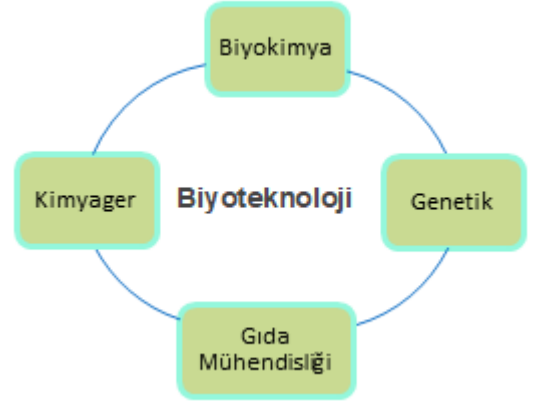 Biyokimya
Kimyager
Biyoteknoloji
Genetik
Gıda
Mühendisliği